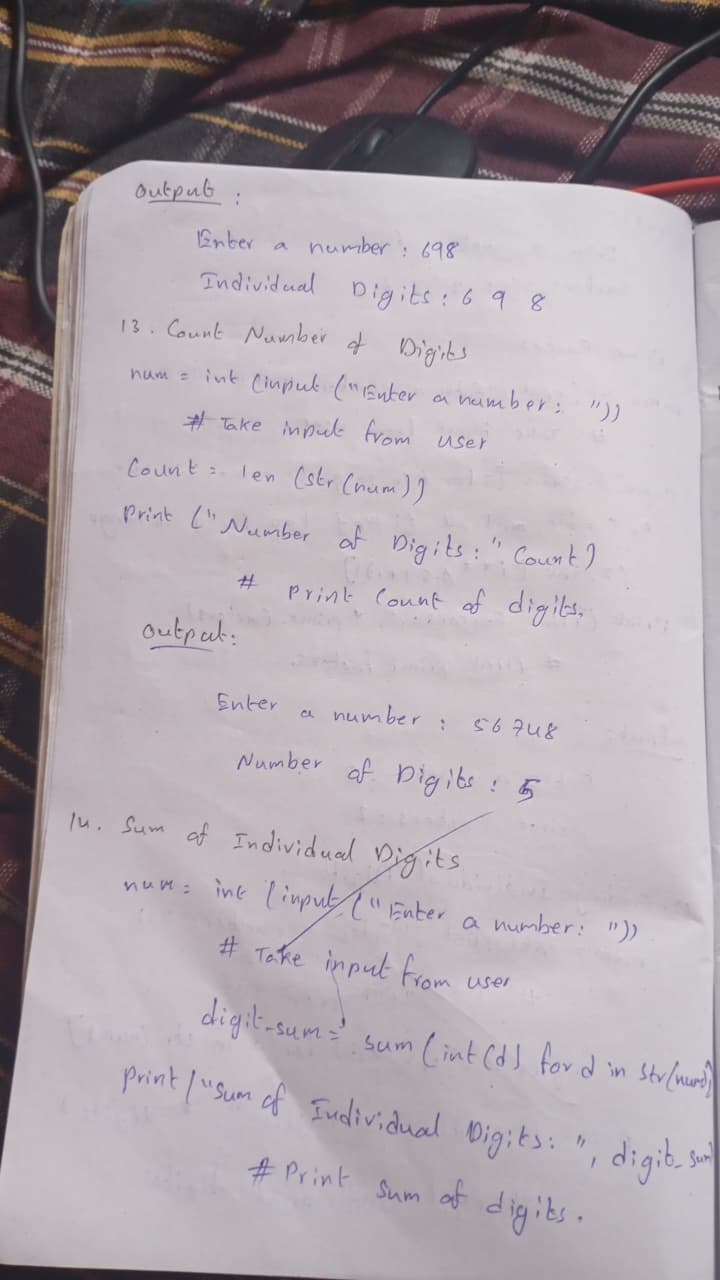 Output :
Enter a number : 698
Individual Digits : 6 9 8
13. Count Number of Digits
num = int (input ("Enter a number : "))
# Take input from user
Count = len (str (num))
Print ("Number of Digits : " Count)
# Print Count of digits.
Output:
Enter a number : 56748
Number of Digits : 5
14. Sum of Individual Digits
num = int (input ("Enter a number: "))
# Take input from user
digit_sum = sum (int (d) for d in str(num))
Print ("Sum of Individual Digits: ", digit_sum)
# Print sum of digits.